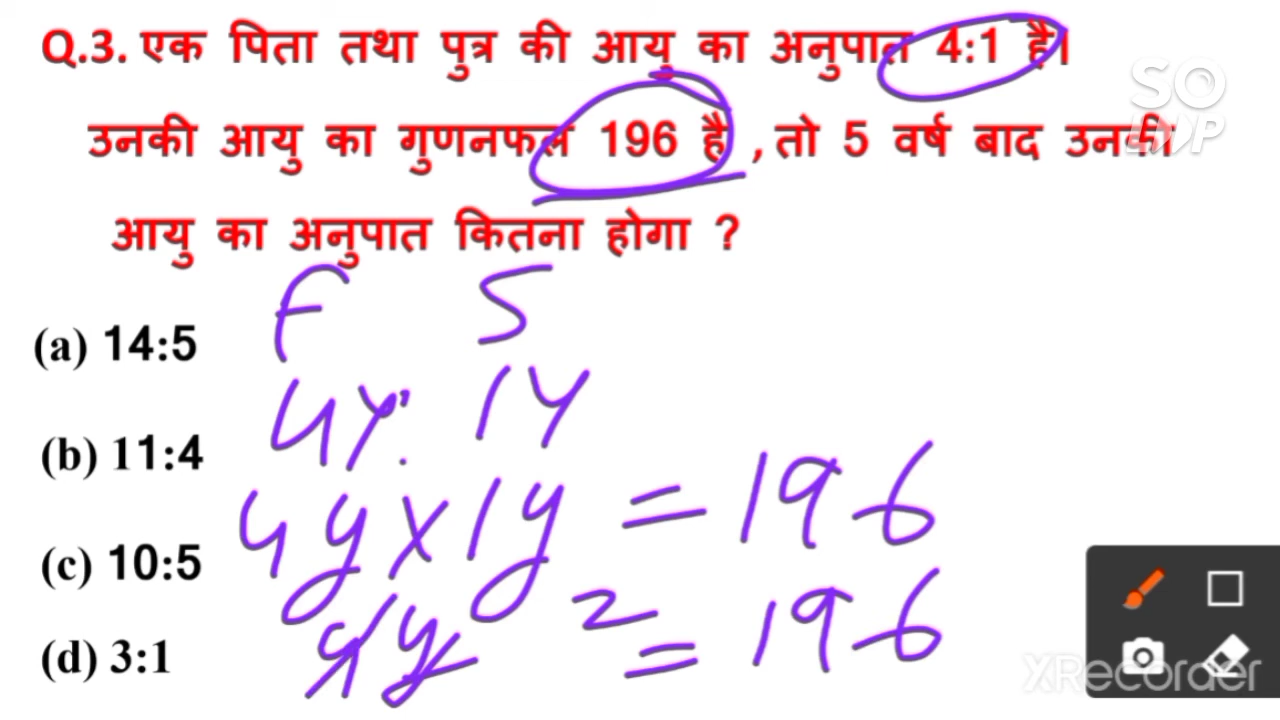 Q.3. एक पिता तथा पुत्र की आयु का अनुपात 4:1 है।
उनकी आयु का गुणनफल 196 है , तो 5 वर्ष बाद उनकी
आयु का अनुपात कितना होगा ?
F S
(a) 14:5
4y : 1y
(b) 11:4
4y x 1y = 196
(c) 10:5
4y² = 196
(d) 3:1
XRecorder